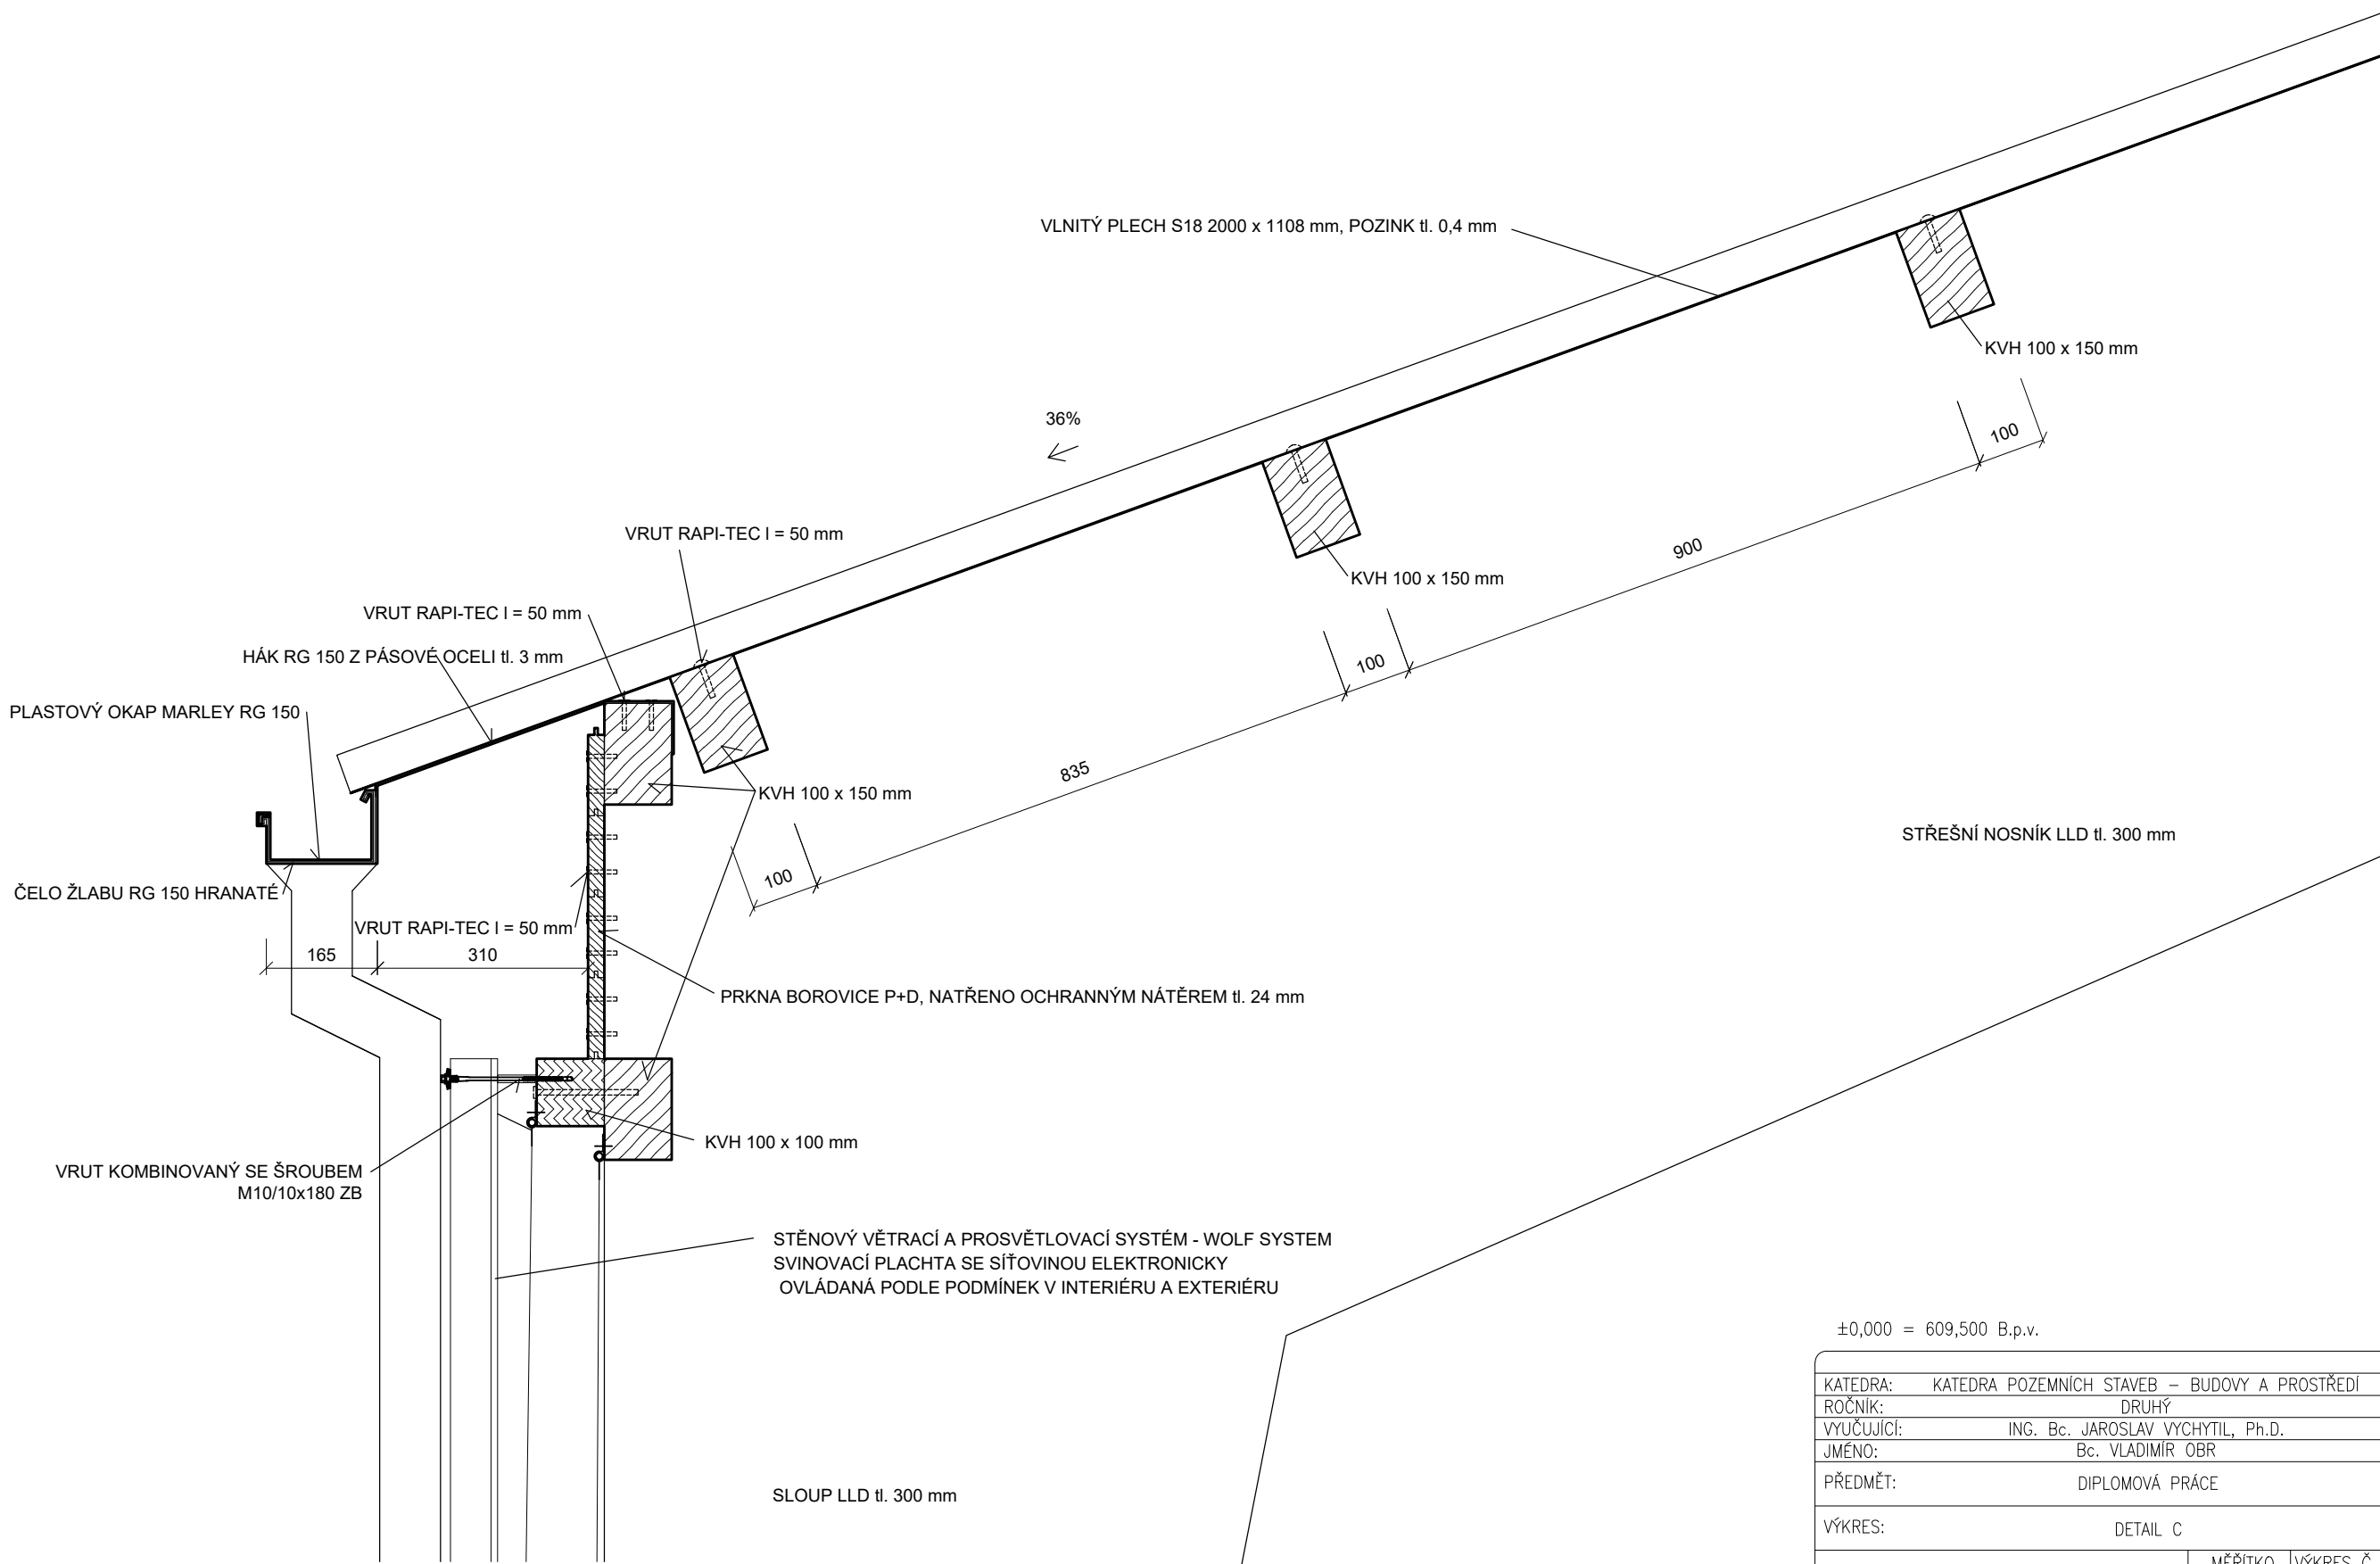 VLNITÝ PLECH S18 2000 x 1108 mm, POZINK tl. 0,4 mm
KVH 100 x 150 mm
36%
100
VRUT RAPI-TEC l = 50 mm
900
KVH 100 x 150 mm
VRUT RAPI-TEC l = 50 mm
HÁK RG 150 Z PÁSOVÉ OCELI tl. 3 mm
100
PLASTOVÝ OKAP MARLEY RG 150
835
KVH 100 x 150 mm
STŘEŠNÍ NOSNÍK LLD tl. 300 mm
100
ČELO ŽLABU RG 150 HRANATÉ
VRUT RAPI-TEC l = 50 mm
165
310
PRKNA BOROVICE P+D, NATŘENO OCHRANNÝM NÁTĚREM tl. 24 mm
KVH 100 x 100 mm
VRUT KOMBINOVANÝ SE ŠROUBEM
M10/10x180 ZB
STĚNOVÝ VĚTRACÍ A PROSVĚTLOVACÍ SYSTÉM - WOLF SYSTEM
SVINOVACÍ PLACHTA SE SÍŤOVINOU ELEKTRONICKY
OVLÁDANÁ PODLE PODMÍNEK V INTERIÉRU A EXTERIÉRU
SLOUP LLD tl. 300 mm
±0,000 = 609,500 B.p.v.
KATEDRA: KATEDRA POZEMNÍCH STAVEB – BUDOVY A PROSTŘEDÍ
ROČNÍK: DRUHÝ
VYUČUJÍCÍ: ING. Bc. JAROSLAV VYCHYTIL, Ph.D.
JMÉNO: Bc. VLADIMÍR OBR
PŘEDMĚT: DIPLOMOVÁ PRÁCE
VÝKRES: DETAIL C
MĚŘÍTKO VÝKRES Č